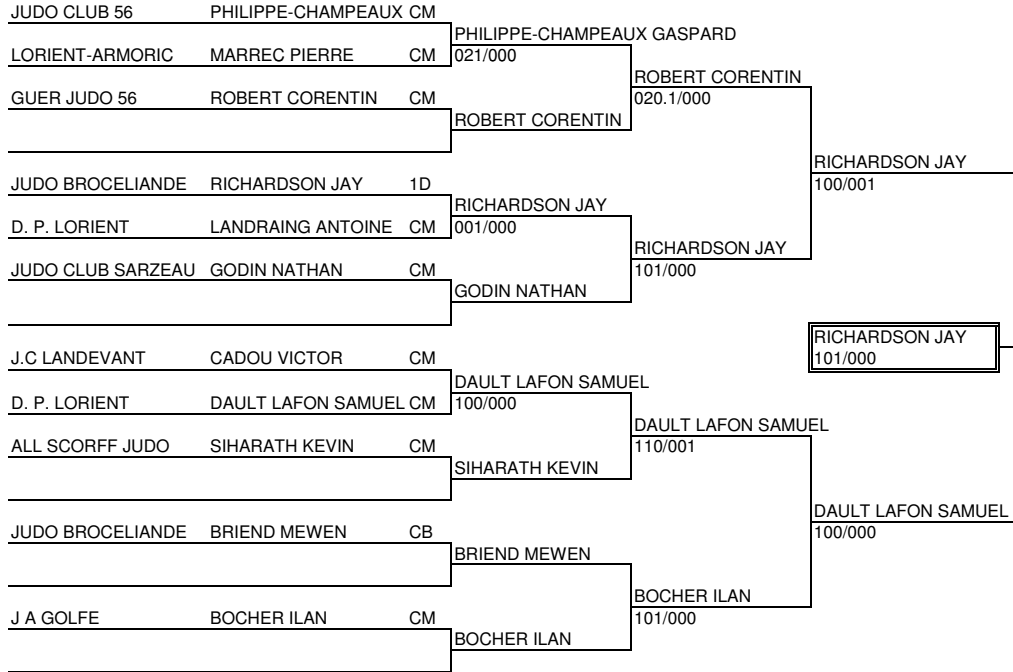 JUDO CLUB 56 PHILIPPE-CHAMPEAUX CM
PHILIPPE-CHAMPEAUX GASPARD
LORIENT-ARMORIC MARREC PIERRE CM 021/000
ROBERT CORENTIN
GUER JUDO 56 ROBERT CORENTIN CM 020.1/000
ROBERT CORENTIN
RICHARDSON JAY
JUDO BROCELIANDE RICHARDSON JAY 1D 100/001
RICHARDSON JAY
D. P. LORIENT LANDRAING ANTOINE CM 001/000
RICHARDSON JAY
JUDO CLUB SARZEAU GODIN NATHAN CM 101/000
GODIN NATHAN
RICHARDSON JAY
J.C LANDEVANT CADOU VICTOR CM 101/000
DAULT LAFON SAMUEL
D. P. LORIENT DAULT LAFON SAMUEL CM 100/000
DAULT LAFON SAMUEL
ALL SCORFF JUDO SIHARATH KEVIN CM 110/001
SIHARATH KEVIN
DAULT LAFON SAMUEL
JUDO BROCELIANDE BRIEND MEWEN CB 100/000
BRIEND MEWEN
BOCHER ILAN
J A GOLFE BOCHER ILAN CM 101/000
BOCHER ILAN